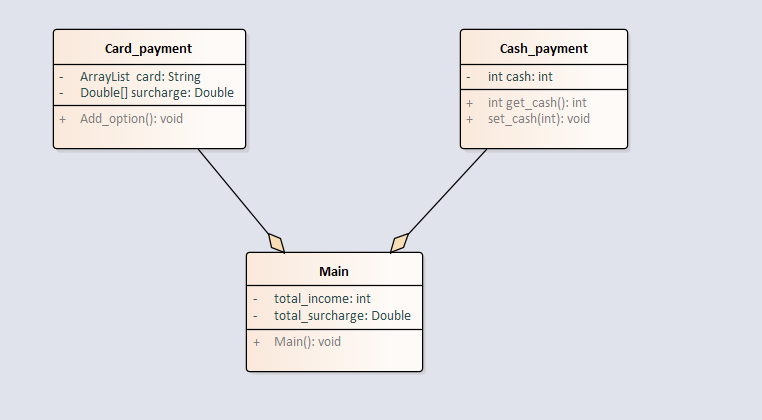 Card_payment
- ArrayList card: String
- Double[] surcharge: Double
+ Add_option(): void
Cash_payment
- int cash: int
+ int get_cash(): int
+ set_cash(int): void
Main
- total_income: int
- total_surcharge: Double
+ Main(): void